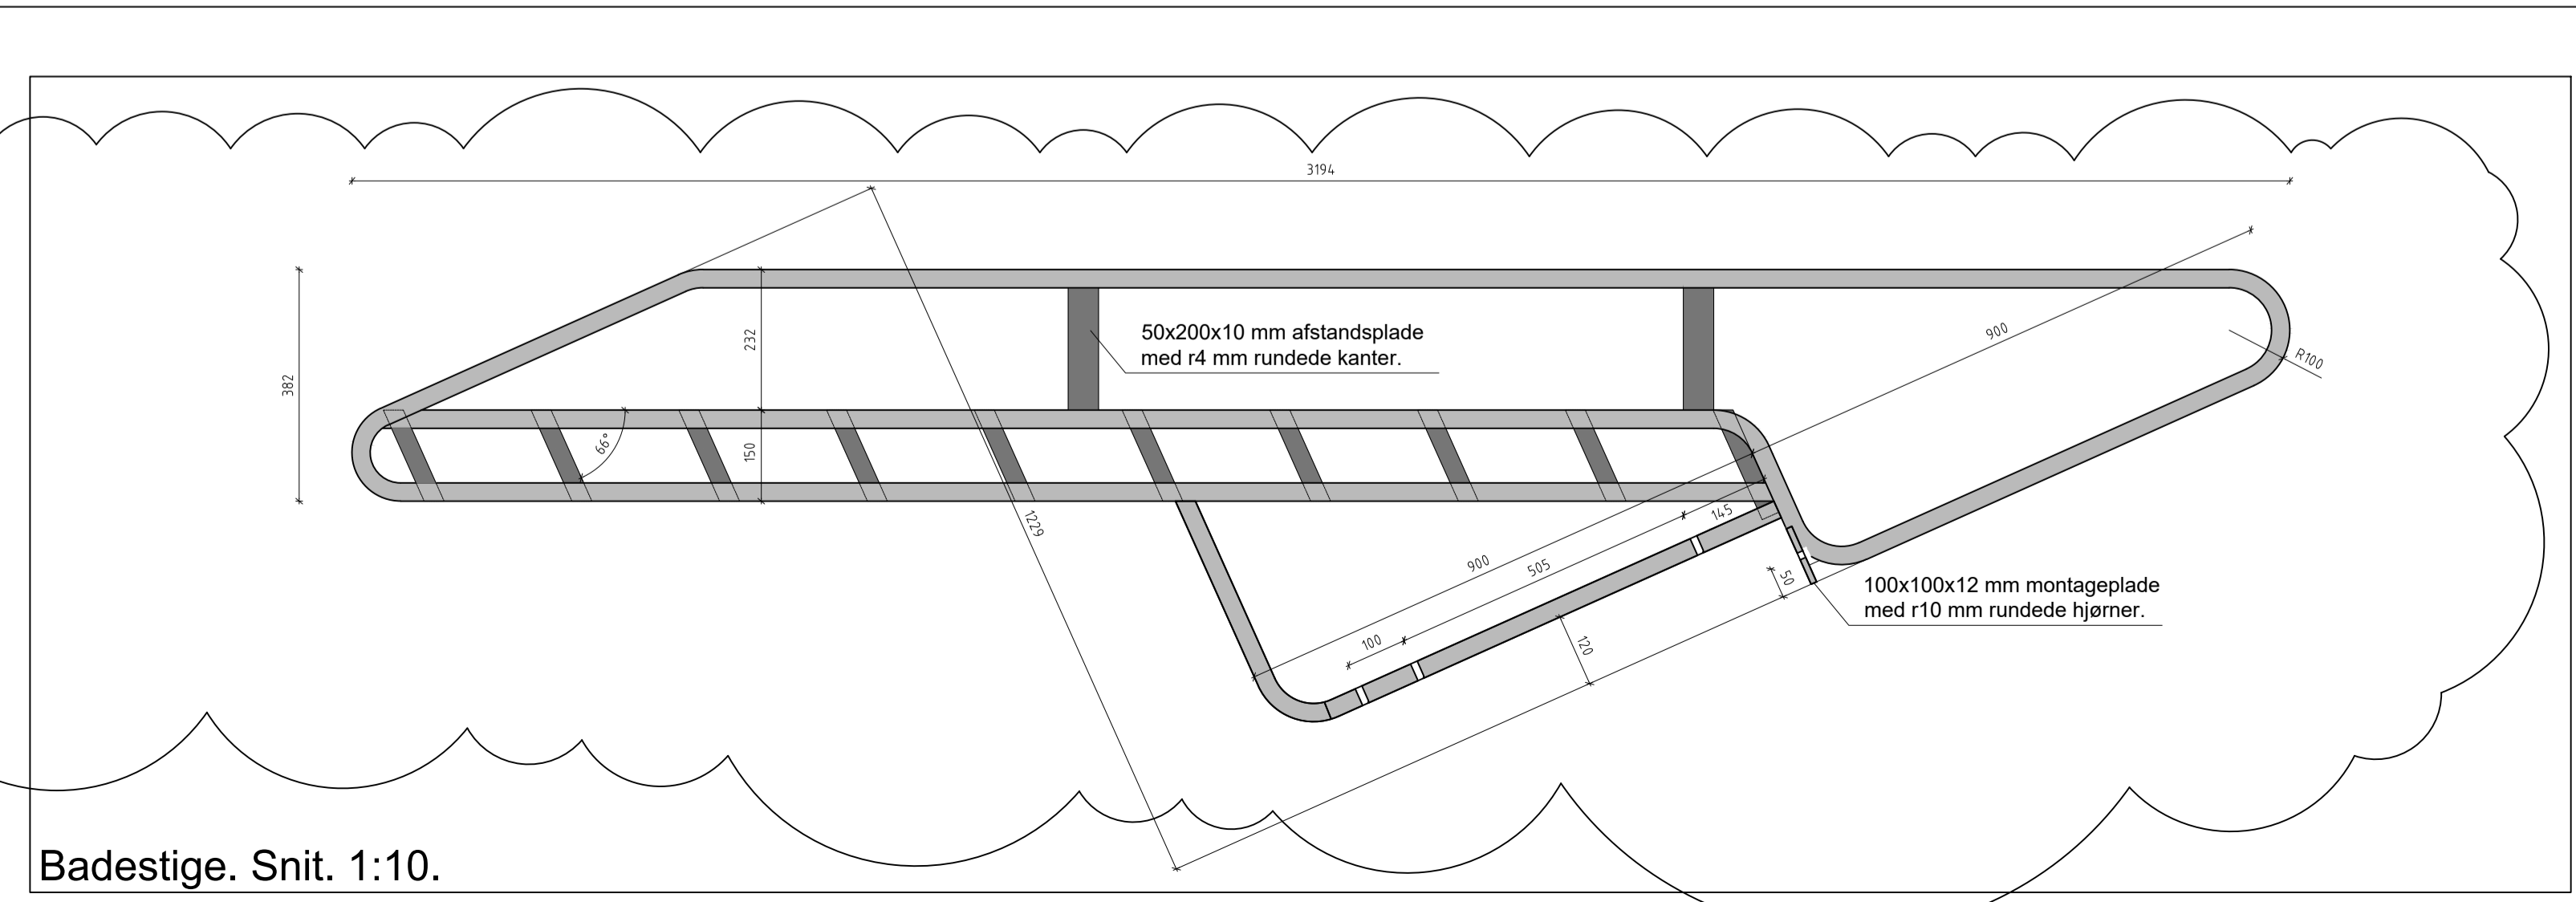 3194
382
232
150
66°
50x200x10 mm afstandsplade
med r4 mm rundede kanter.
900
R100
1229
900
505
145
100
120
50
100x100x12 mm montageplade
med r10 mm rundede hjørner.
Badestige. Snit. 1:10.